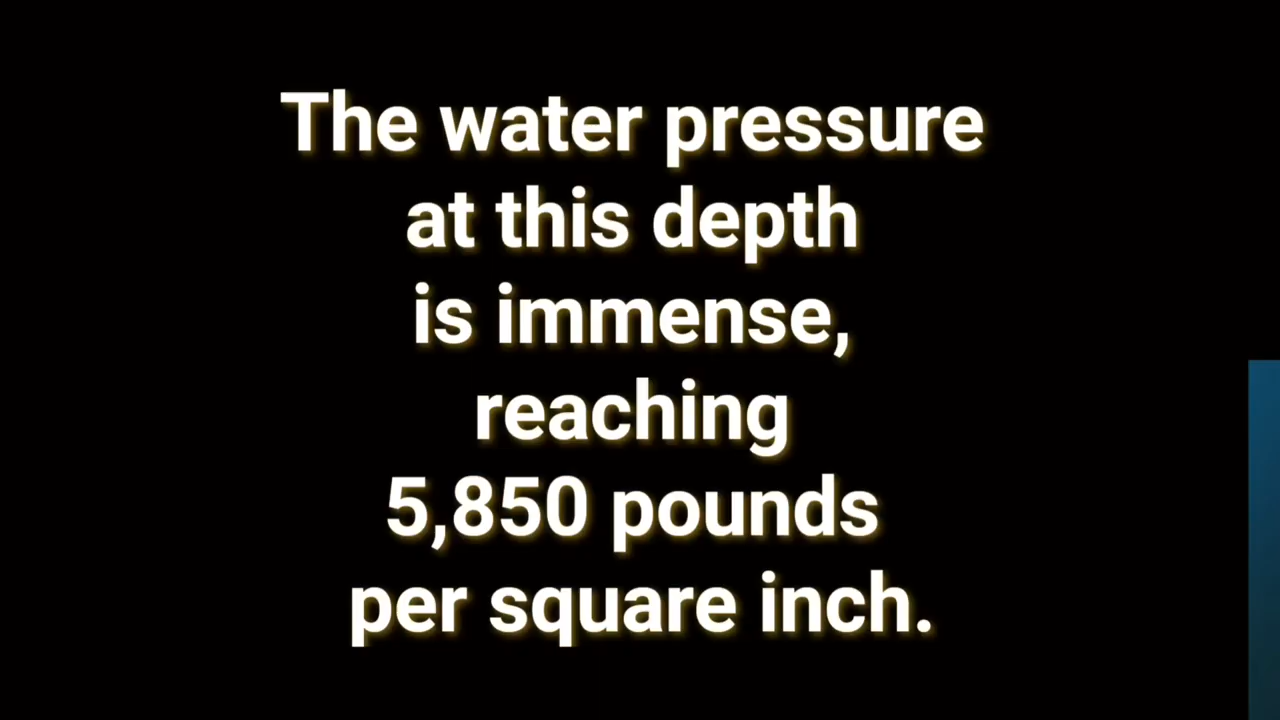 The water pressure
at this depth
is immense,
reaching
5,850 pounds
per square inch.